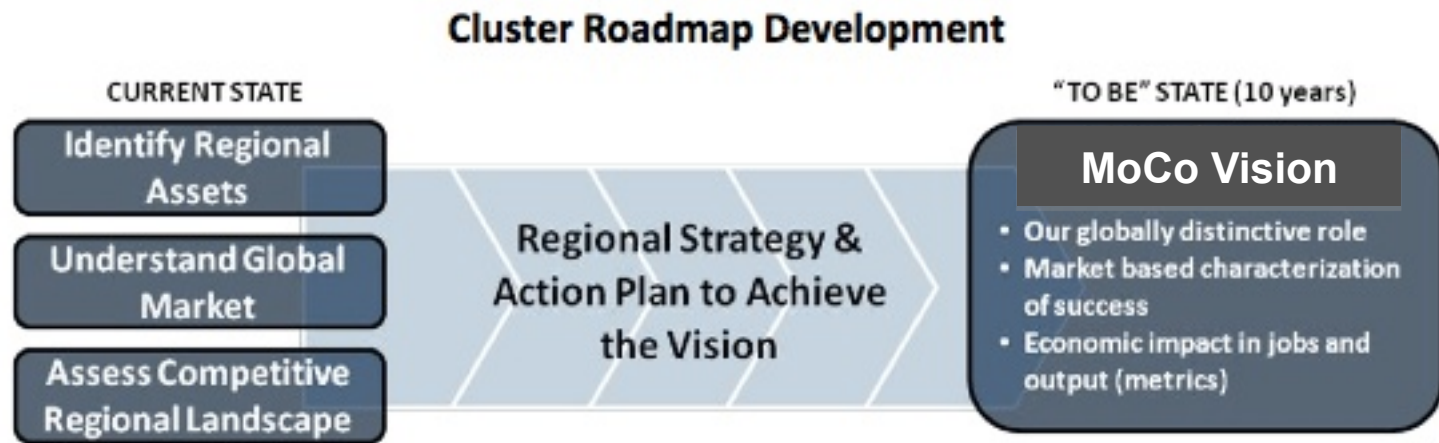 Cluster Roadmap Development
CURRENT STATE
Identify Regional
Assets
Understand Global
Market
Assess Competitive
Regional Landscape
Regional Strategy &
Action Plan to Achieve
the Vision
"TO BE" STATE (10 years)
MoCo Vision
• Our globally distinctive role
• Market based characterization
of success
• Economic impact in jobs and
output (metrics)